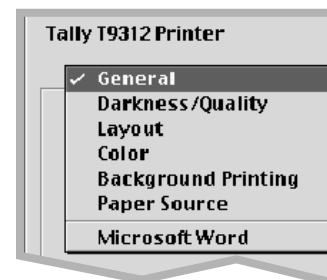 Tally T9312 Printer
✓ General
Darkness/Quality
Layout
Color
Background Printing
Paper Source
Microsoft Word